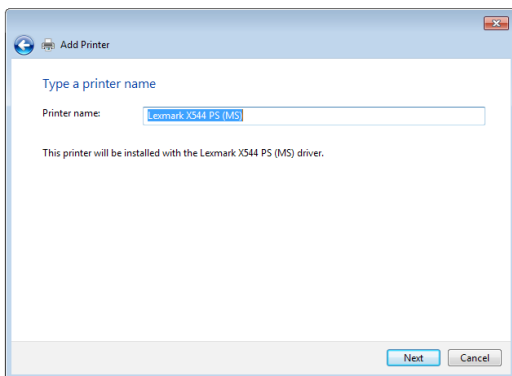 Add Printer
Type a printer name
Printer name: Lexmark X544 PS (MS)
This printer will be installed with the Lexmark X544 PS (MS) driver.
Next Cancel